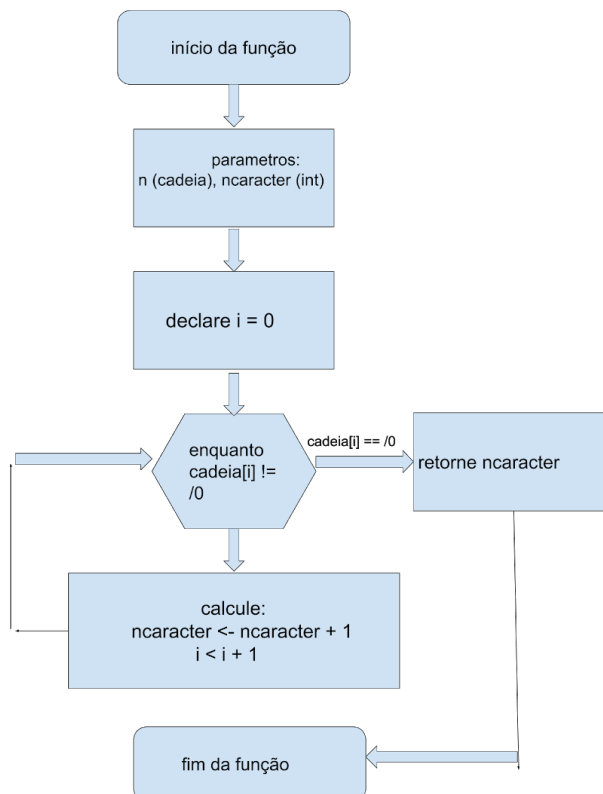 início da função
parametros:
n (cadeia), ncaracter (int)
declare i = 0
enquanto
cadeia[i] !=
/0
cadeia[i] == /0
retorne ncaracter
calcule:
ncaracter <- ncaracter + 1
i < i + 1
fim da função